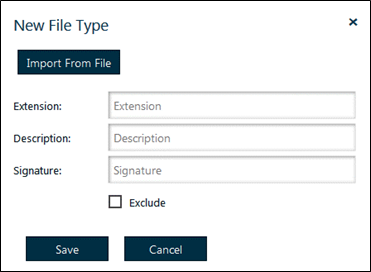 New File Type
Import From File
Extension: Extension
Description: Description
Signature: Signature
Exclude
Save Cancel